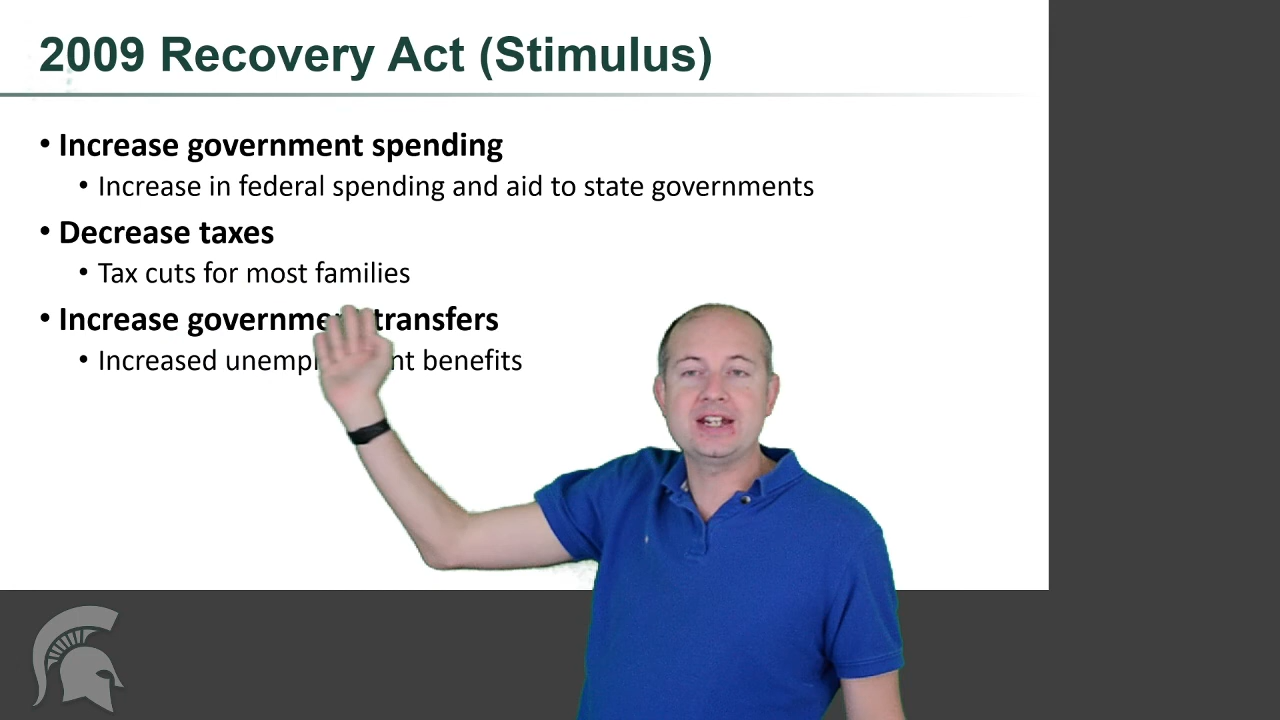 2009 Recovery Act (Stimulus)
• Increase government spending
• Increase in federal spending and aid to state governments
• Decrease taxes
• Tax cuts for most families
• Increase transfers
• Increased benefits